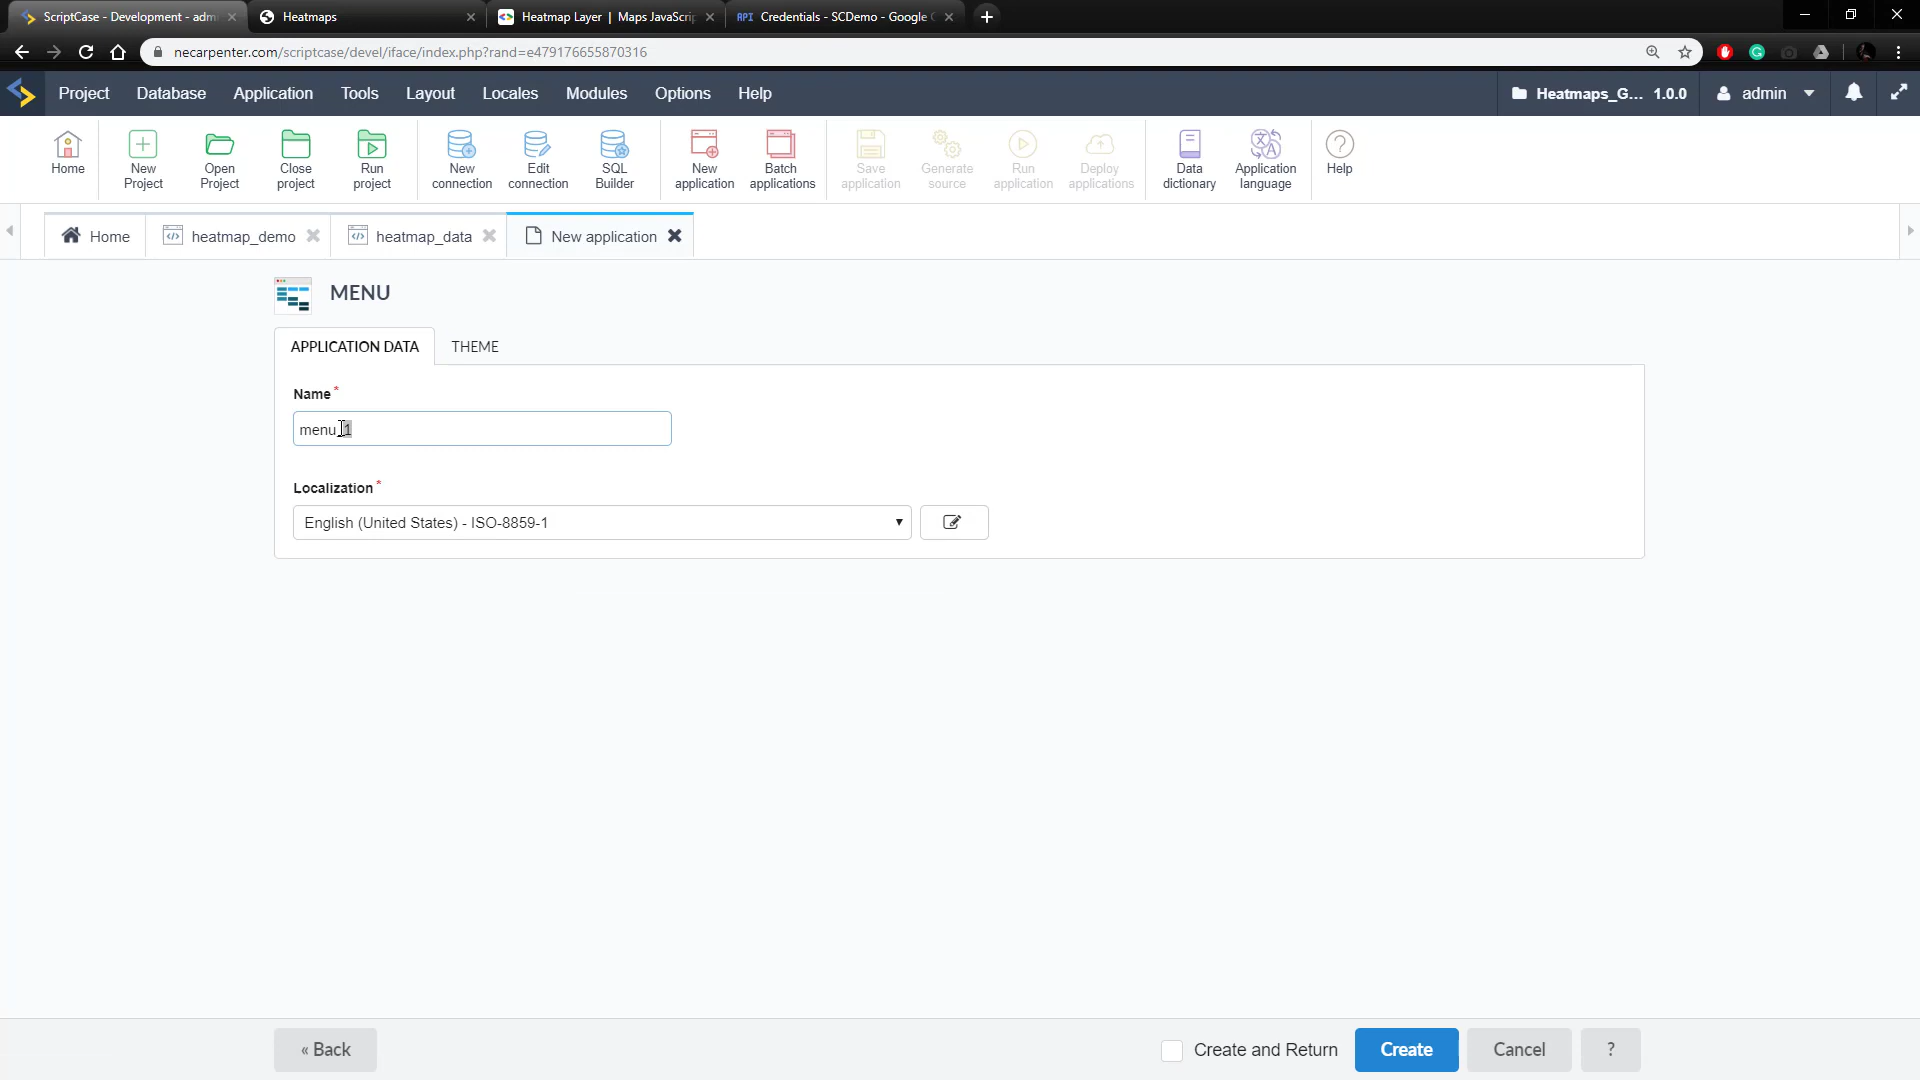 ScriptCase - Development - adm
Heatmaps
Heatmap Layer | Maps JavaScrip
API Credentials - SCDemo - Google C
necarpenter.com/scriptcase/devel/iface/index.php?rand=e479176655870316
Project Database Application Tools Layout Locales Modules Options Help
Heatmaps_G... 1.0.0
admin
Home
New Project
Open Project
Close project
Run project
New connection
Edit connection
SQL Builder
New application
Batch applications
Save application
Generate source
Run application
Deploy applications
Data dictionary
Application language
Help
Home
heatmap_demo
heatmap_data
New application
MENU
APPLICATION DATA THEME
Name *
menu_1
Localization *
English (United States) - ISO-8859-1
« Back
Create and Return
Create
Cancel
?